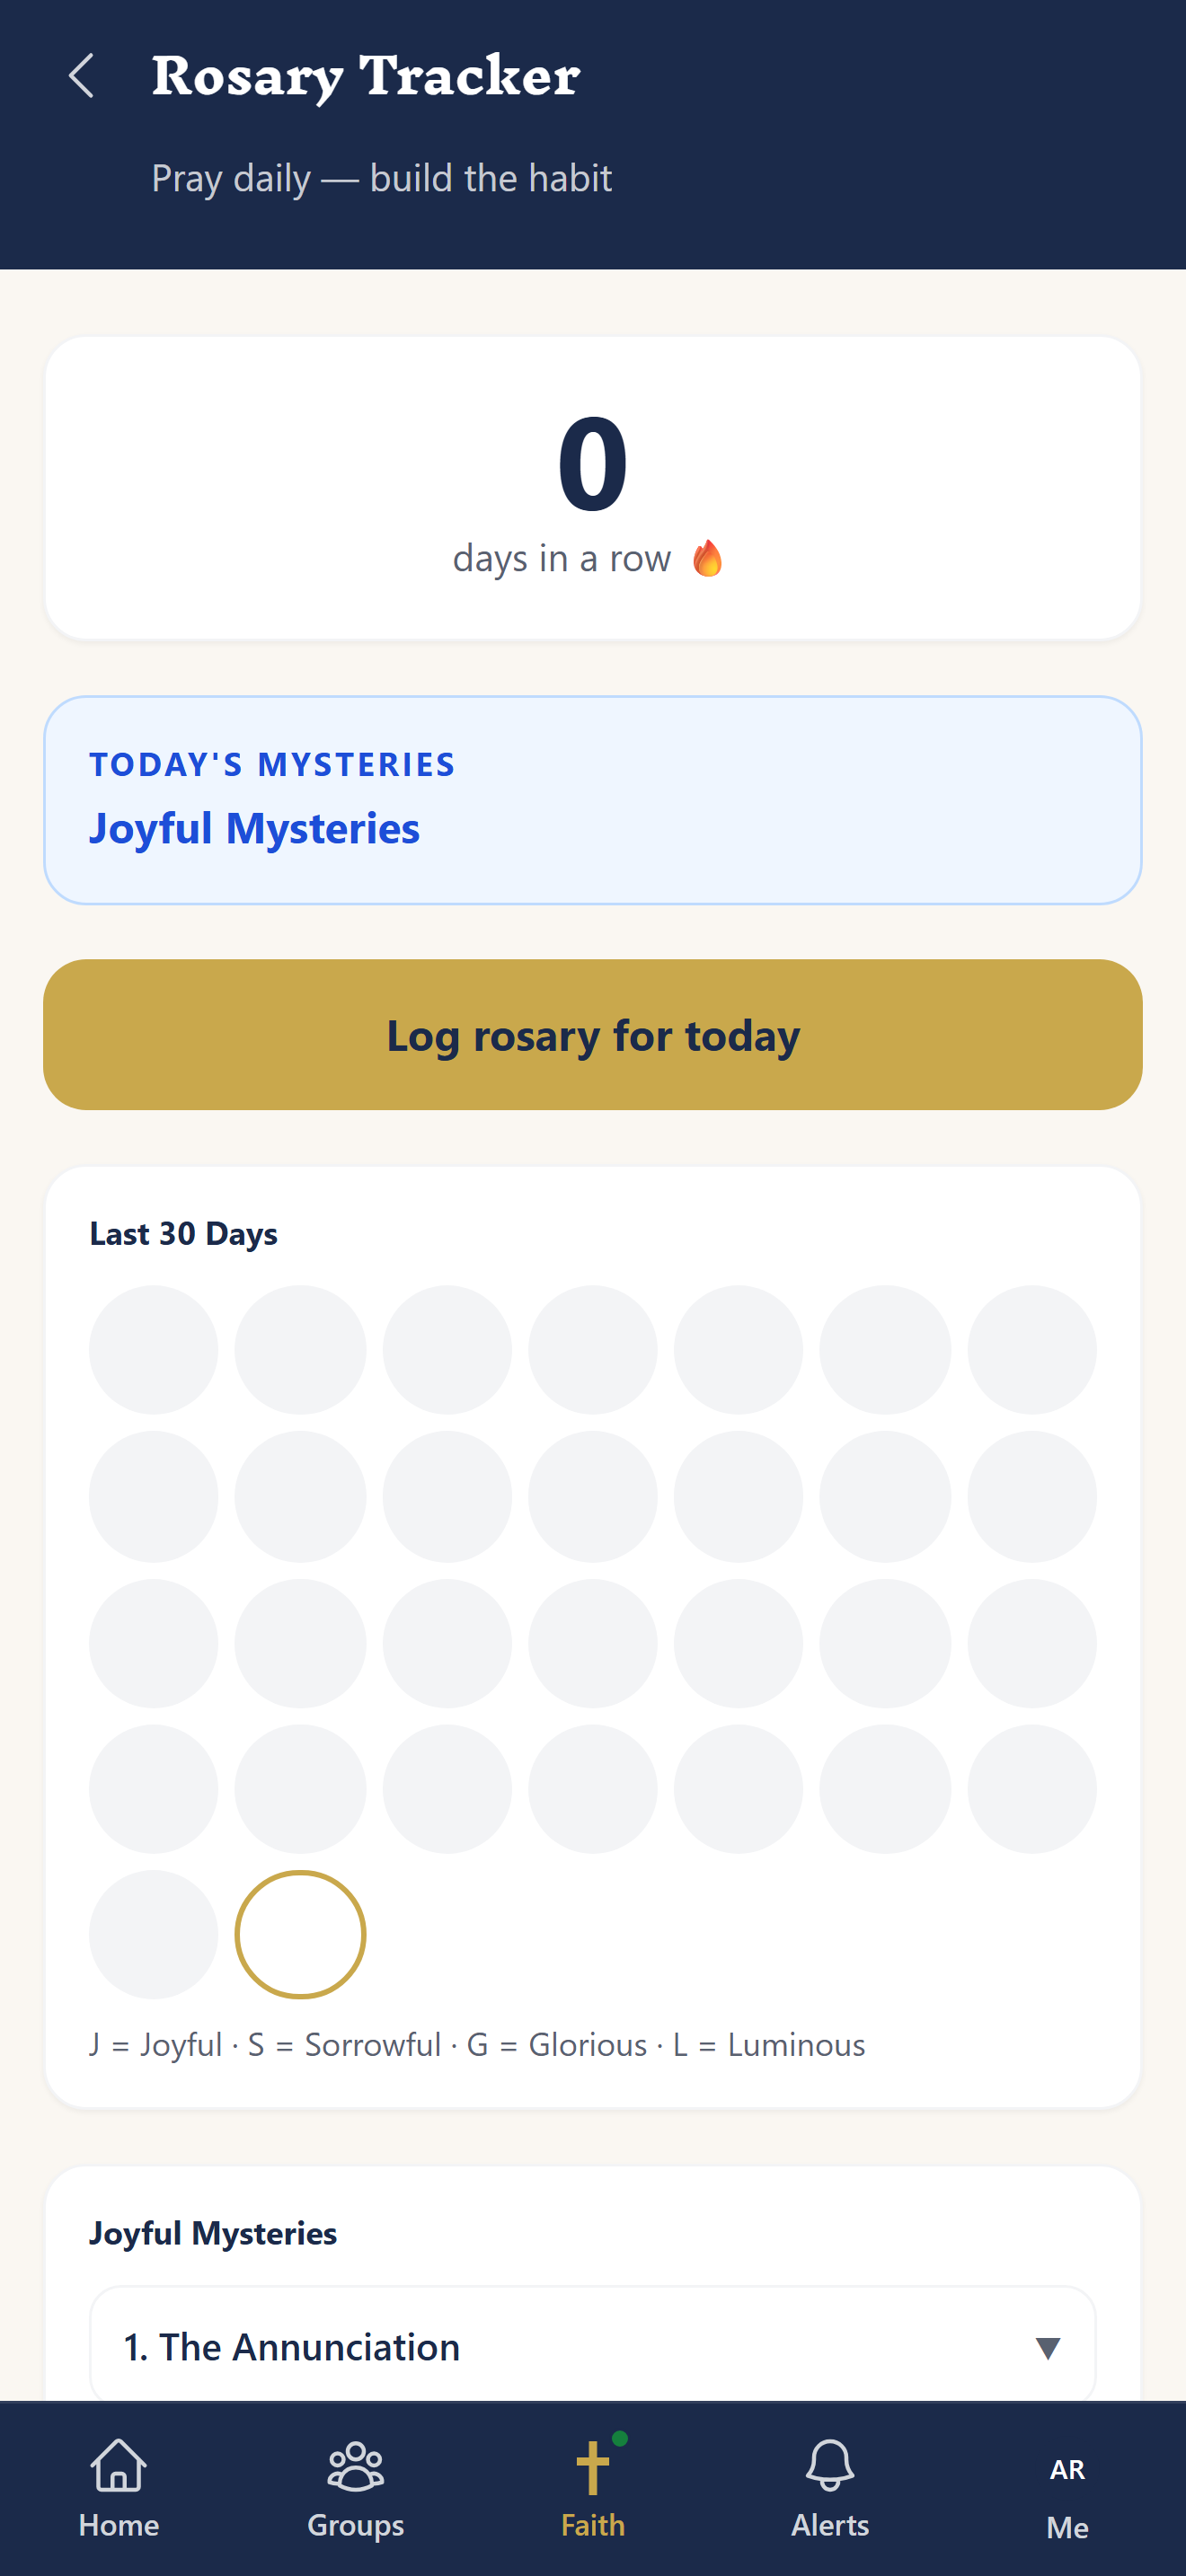 Rosary Tracker
Pray daily — build the habit
0
days in a row 🔥
TODAY'S MYSTERIES
Joyful Mysteries
Log rosary for today
Last 30 Days
J = Joyful · S = Sorrowful · G = Glorious · L = Luminous
Joyful Mysteries
1. The Annunciation ▼
Home Groups Faith Alerts AR Me